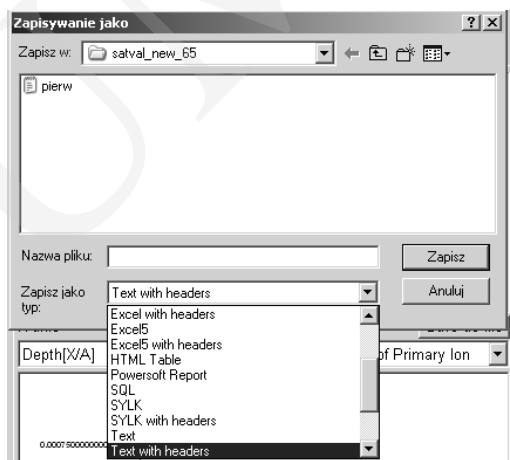 Zapisywanie jako
Zapisz w: satval_new_65
pierw
Nazwa pliku:
Zapisz
Zapisz jako typ: Text with headers
Anuluj
Excel with headers
Excel5
Excel5 with headers
HTML Table
Powersoft Report
SQL
SYLK
SYLK with headers
Text
Text with headers
Depth[X/A]
of Primary Ion